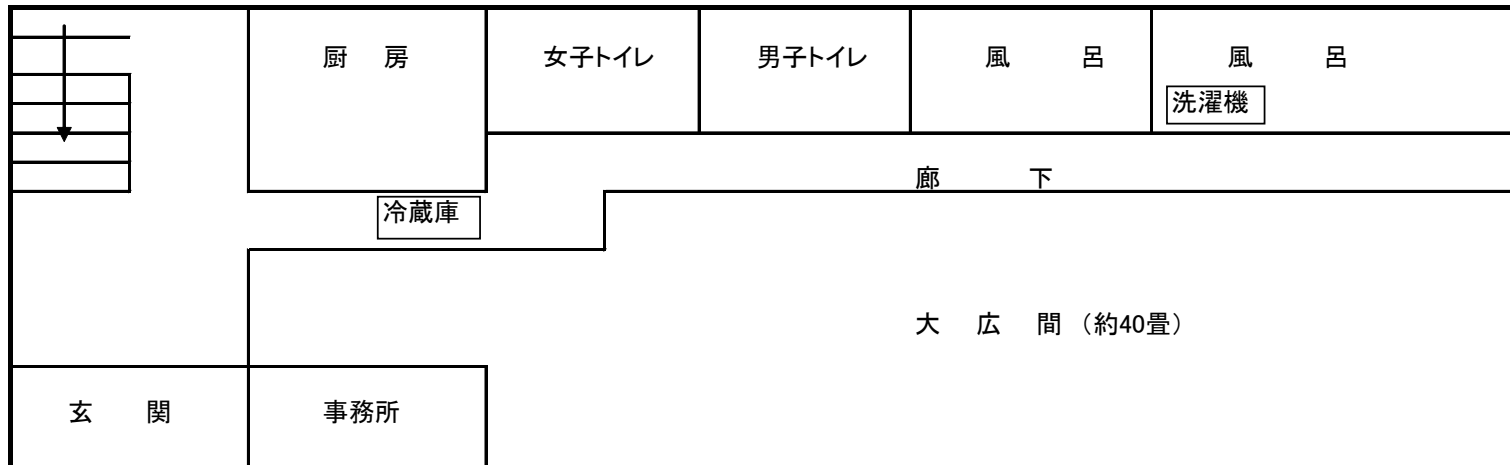 厨 房
女子トイレ
男子トイレ
風 呂
風 呂
洗濯機
廊 下
冷蔵庫
大 広 間 （約40畳）
玄 関
事務所